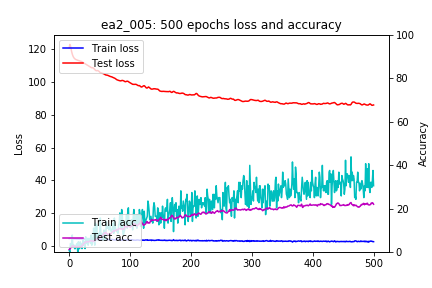 ea2_005: 500 epochs loss and accuracy
Train loss
Test loss
Train acc
Test acc
Loss
Accuracy
120
100
80
60
40
20
0
100
80
60
40
20
0
0
100
200
300
400
500